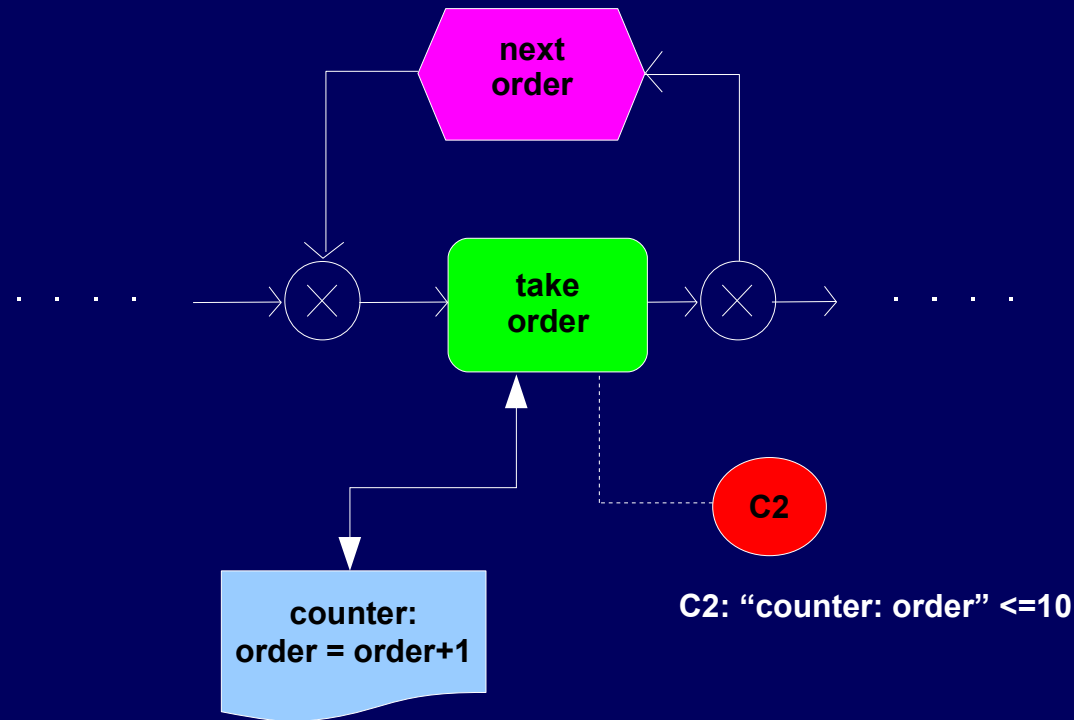 next
order
take
order
C2
C2: “counter: order” <=10
counter:
order = order+1